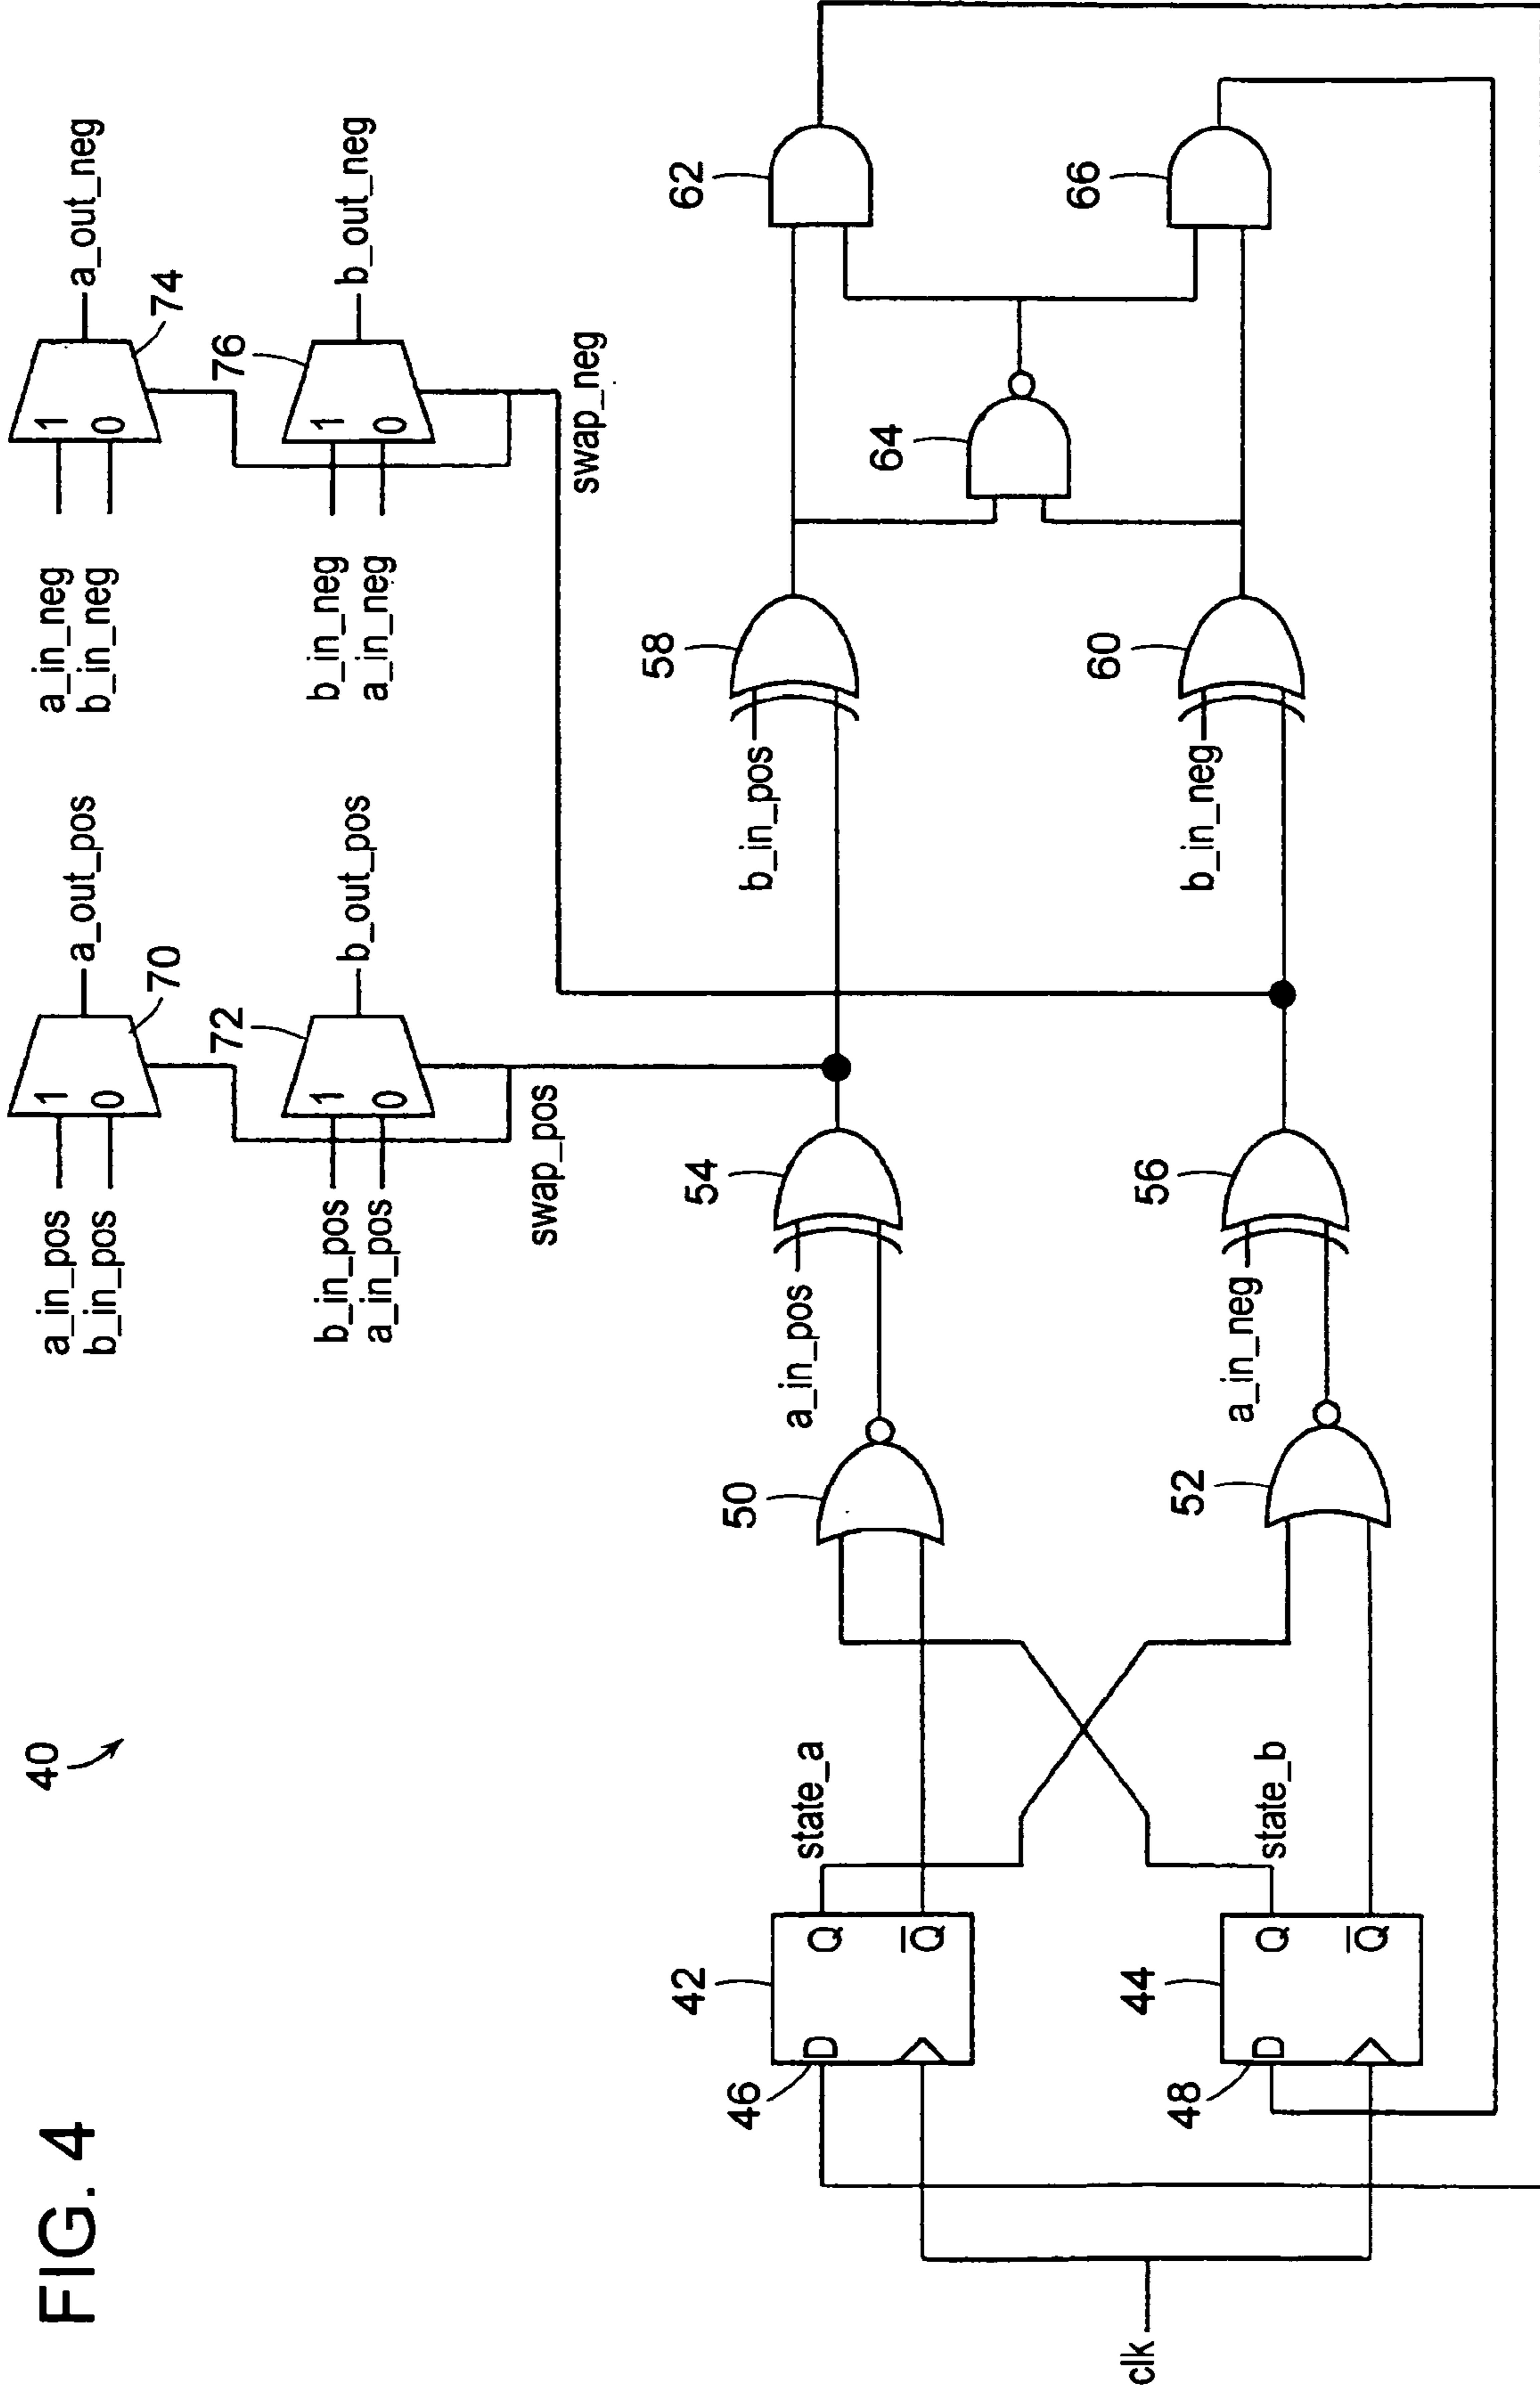 FIG. 4
40
a_in_pos
b_in_pos
1
0
70
a_out_pos
b_in_pos
a_in_pos
1
0
72
b_out_pos
swap_pos
a_in_neg
b_in_neg
1
0
74
a_out_neg
b_in_neg
a_in_neg
1
0
76
b_out_neg
swap_neg
clk
46
D
42
Q
Q
state_a
48
D
44
Q
Q
state_b
50
52
a_in_pos
54
a_in_neg
56
b_in_pos
58
b_in_neg
60
64
62
66